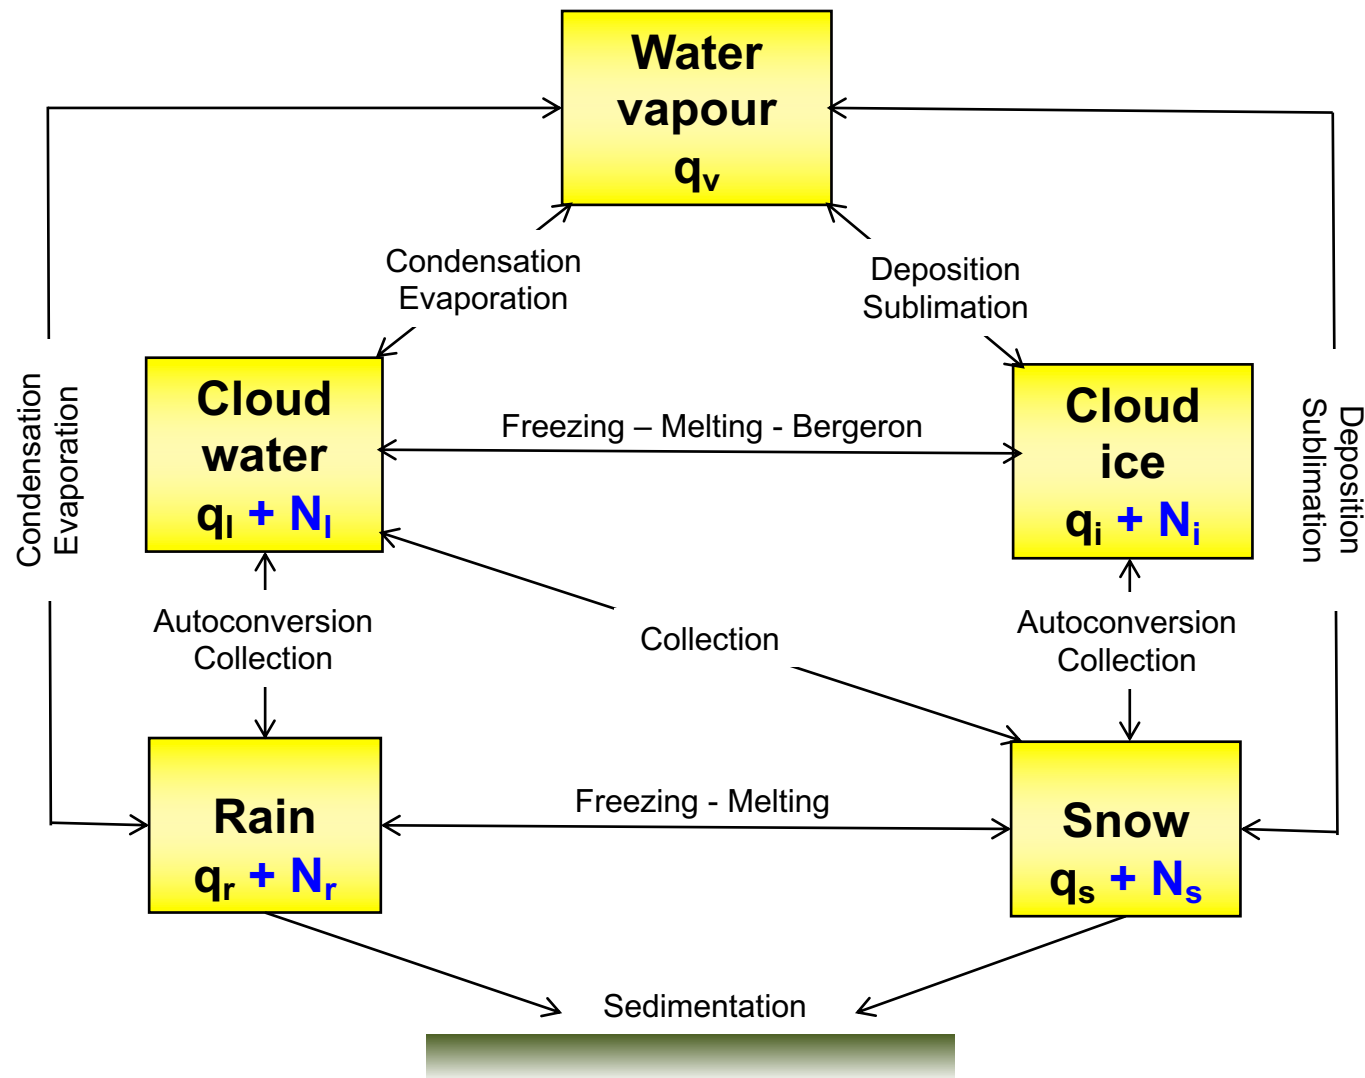 Water
vapour
qv
Condensation
Evaporation
Deposition
Sublimation
Condensation
Evaporation
Cloud
water
ql + Nl
Freezing – Melting - Bergeron
Cloud
ice
qi + Ni
Deposition
Sublimation
Autoconversion
Collection
Collection
Autoconversion
Collection
Rain
qr + Nr
Freezing - Melting
Snow
qs + Ns
Sedimentation